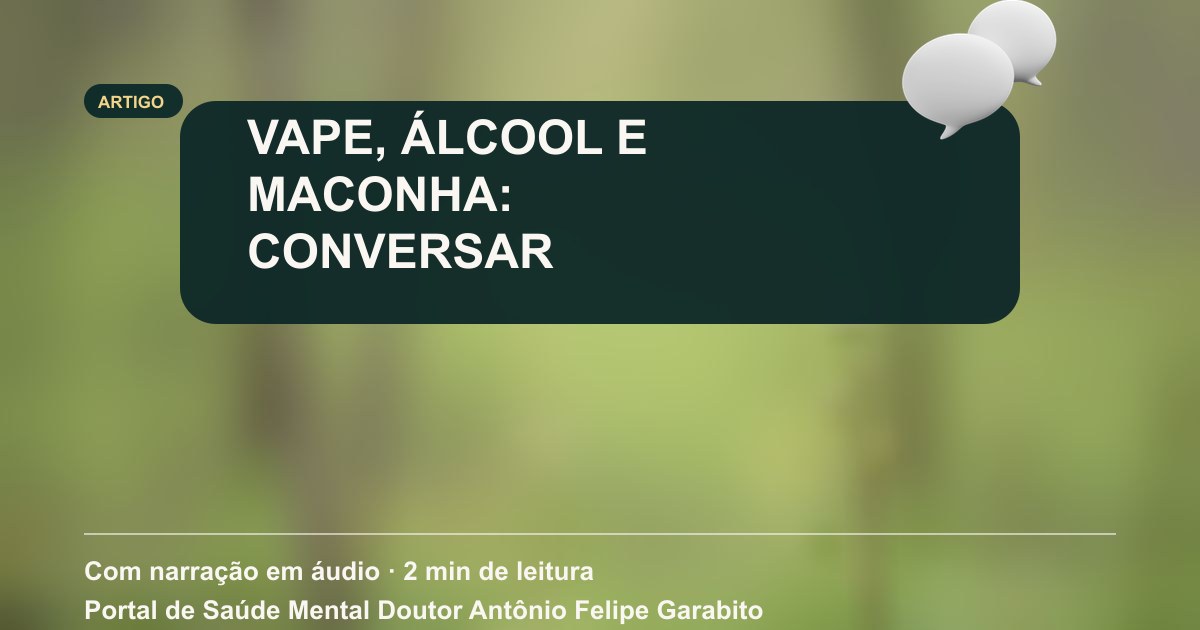 ARTIGO
VAPE, ÁLCOOL E
MACONHA:
CONVERSAR
Com narração em áudio · 2 min de leitura
Portal de Saúde Mental Doutor Antônio Felipe Garabito